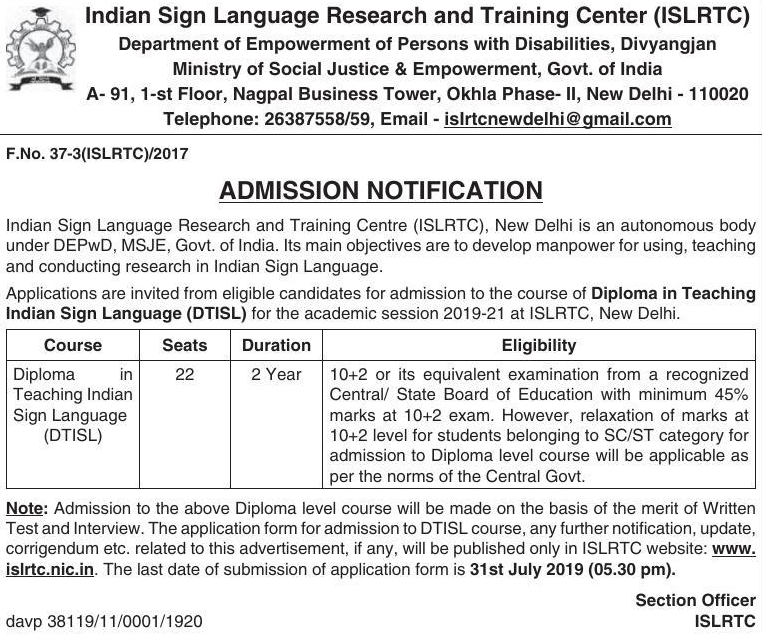 Indian Sign Language Research and Training Center (ISLRTC)
Department of Empowerment of Persons with Disabilities, Divyangjan
Ministry of Social Justice & Empowerment, Govt. of India
A- 91, 1-st Floor, Nagpal Business Tower, Okhla Phase- II, New Delhi - 110020
Telephone: 26387558/59, Email - islrtcnewdelhi@gmail.com
F.No. 37-3(ISLRTC)/2017
ADMISSION NOTIFICATION
Indian Sign Language Research and Training Centre (ISLRTC), New Delhi is an autonomous body
under DEPwD, MSJE, Govt. of India. Its main objectives are to develop manpower for using, teaching
and conducting research in Indian Sign Language.
Applications are invited from eligible candidates for admission to the course of Diploma in Teaching
Indian Sign Language (DTISL) for the academic session 2019-21 at ISLRTC, New Delhi.
Course Seats Duration Eligibility
Diploma in
Teaching Indian
Sign Language
(DTISL)
22
2 Year
10+2 or its equivalent examination from a recognized
Central/ State Board of Education with minimum 45%
marks at 10+2 exam. However, relaxation of marks at
10+2 level for students belonging to SC/ST category for
admission to Diploma level course will be applicable as
per the norms of the Central Govt.
Note: Admission to the above Diploma level course will be made on the basis of the merit of Written
Test and Interview. The application form for admission to DTISL course, any further notification, update,
corrigendum etc. related to this advertisement, if any, will be published only in ISLRTC website: www.
islrtc.nic.in. The last date of submission of application form is 31st July 2019 (05.30 pm).
Section Officer
davp 38119/11/0001/1920 ISLRTC